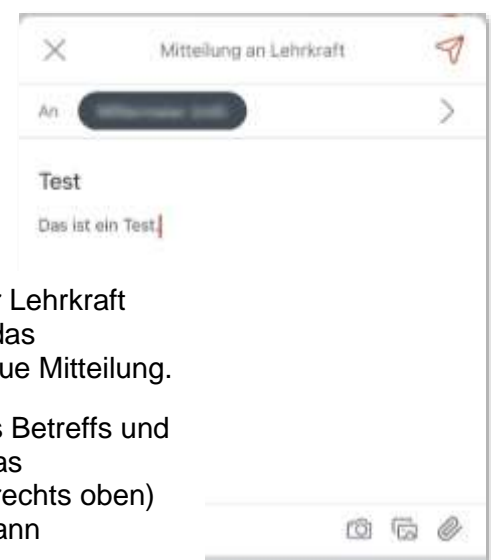 Mitteilung an Lehrkraft
An
Test
Das ist ein Test.
Lehrkraft
das
ue Mitteilung.
s Betreffs und
as
rechts oben)
ann